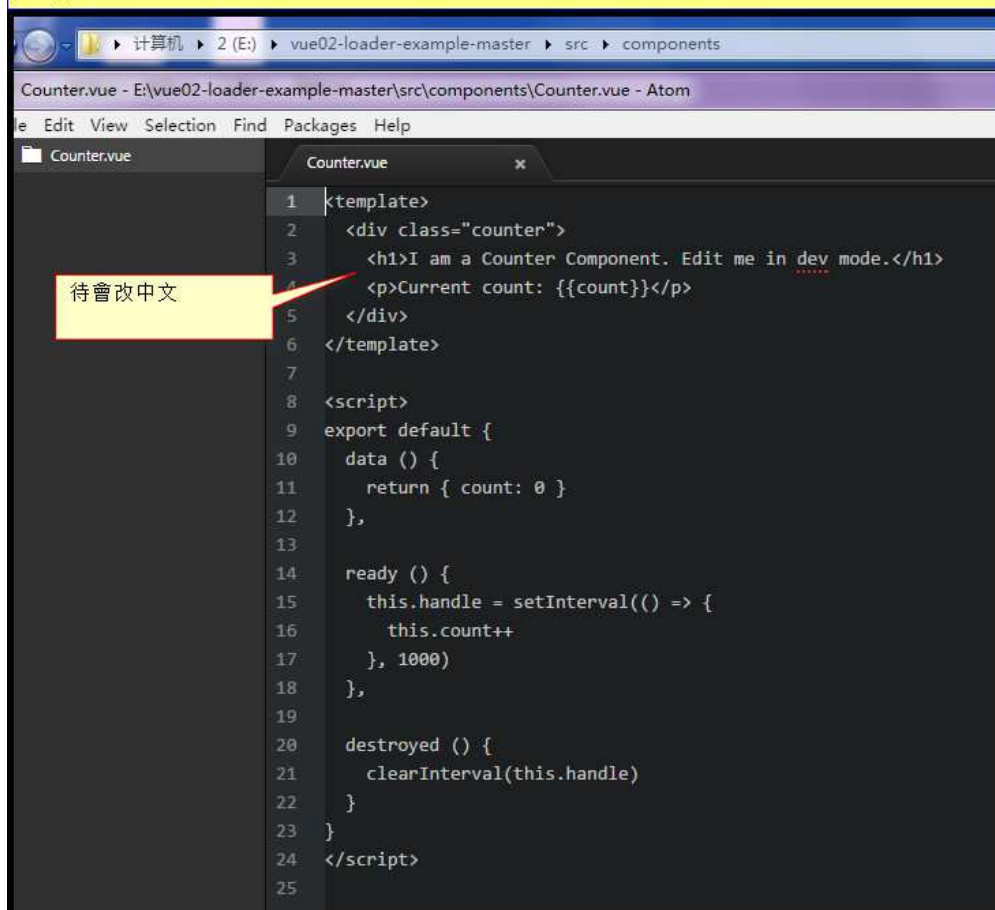 计算机 ▸ 2 (E:) ▸ vue02-loader-example-master ▸ src ▸ components
Counter.vue - E:\vue02-loader-example-master\src\components\Counter.vue - Atom
le Edit View Selection Find Packages Help
Counter.vue
Counter.vue ×
1 <template>
2   <div class="counter">
3     <h1>I am a Counter Component. Edit me in dev mode.</h1>
4     <p>Current count: {{count}}</p>
待會改中文
5   </div>
6 </template>
7
8 <script>
9 export default {
10   data () {
11     return { count: 0 }
12   },
13
14   ready () {
15     this.handle = setInterval(() => {
16       this.count++
17     }, 1000)
18   },
19
20   destroyed () {
21     clearInterval(this.handle)
22   }
23 }
24 </script>
25